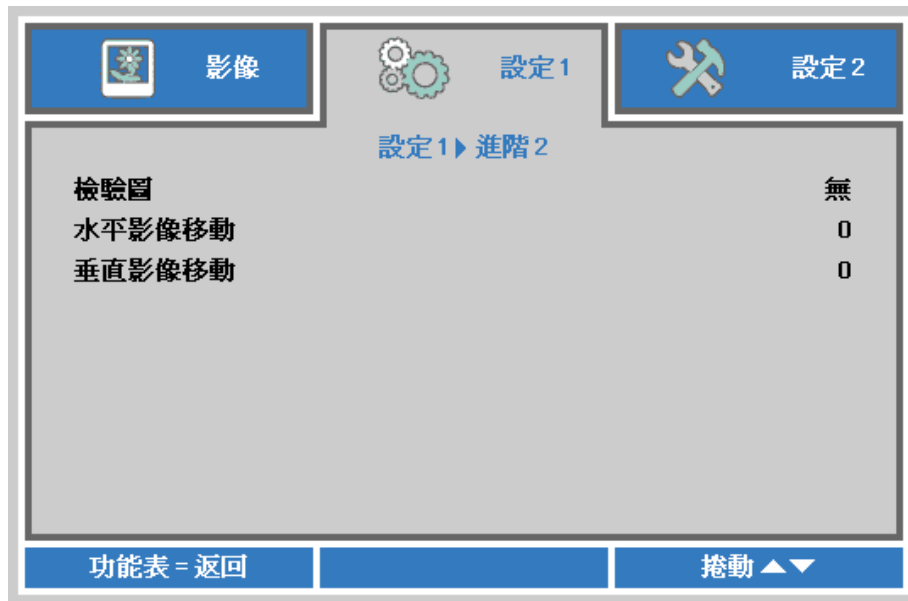 影像
設定1
設定2
設定1▶進階2
檢驗圖 無
水平影像移動 0
垂直影像移動 0
功能表=返回
捲動▲▼